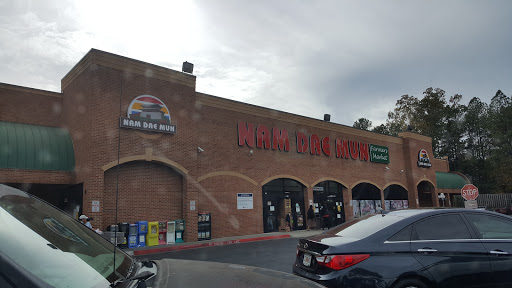 NAM DAE MUN
NAM DAE MUN
Farmers
Market
STOP